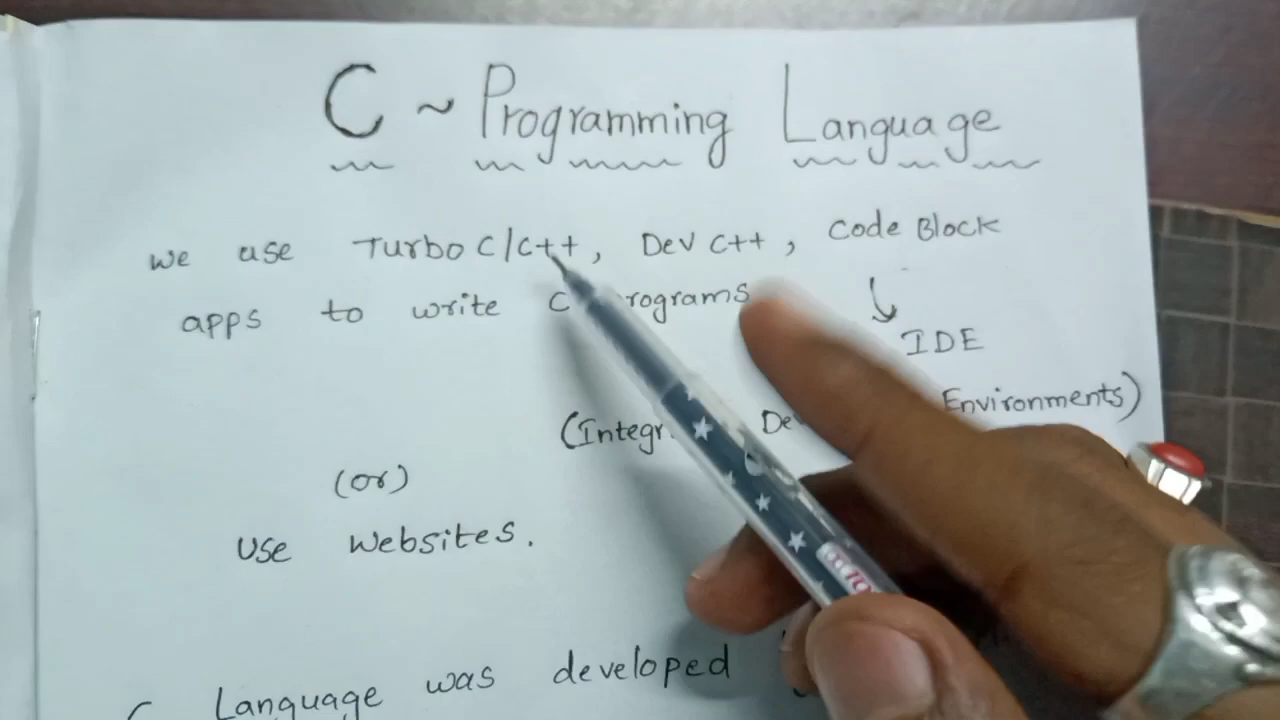 C ~ Programming Language
We use Turbo C/C++, Dev C++, Code Block
apps to write C programs
IDE
(Integr Environments)
(or)
Use Websites.
C Language was developed